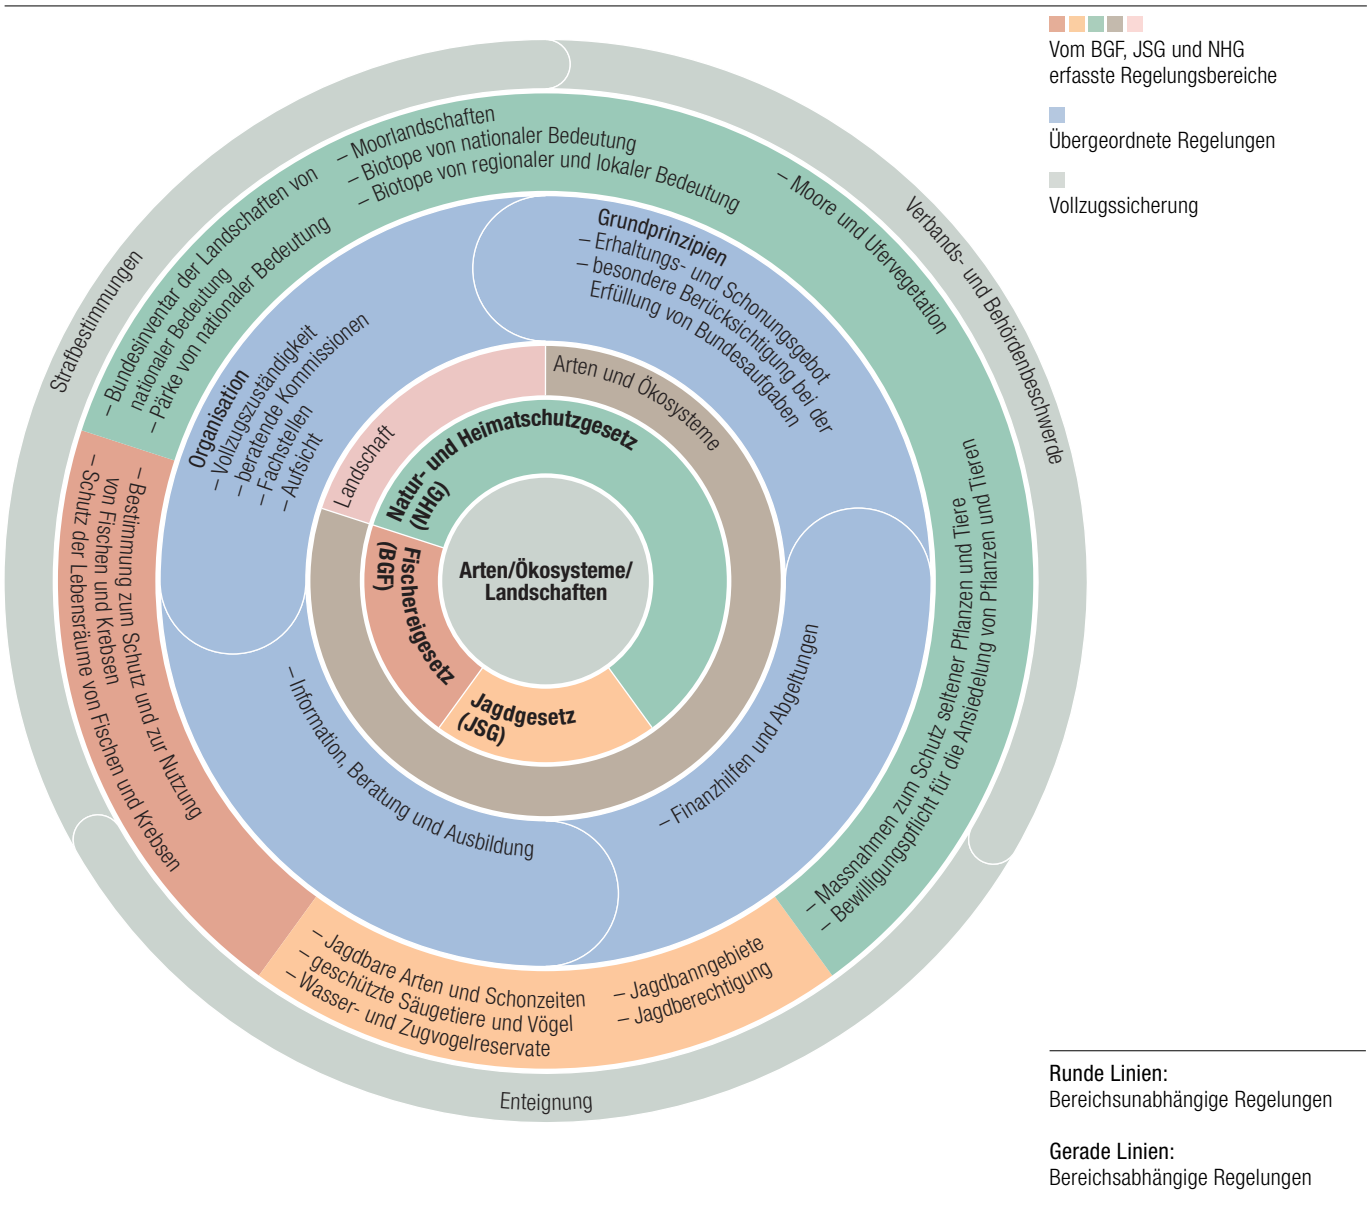 Vom BGF, JSG und NHG
erfasste Regelungsbereiche
Übergeordnete Regelungen
Vollzugssicherung
Strafbestimmungen
Verbands- und Behördenbeschwerde
Enteignung
– Bundesinventar der Landschaften von
nationaler Bedeutung
– Pärke von nationaler Bedeutung
– Moorlandschaften
– Biotope von nationaler Bedeutung
– Biotope von regionaler und lokaler Bedeutung
– Moore und Ufervegetation
– Massnahmen zum Schutz seltener Pflanzen und Tiere
– Bewilligungspflicht für die Ansiedelung von Pflanzen und Tieren
– Bestimmung zum Schutz und zur Nutzung
von Fischen und Krebsen
– Schutz der Lebensräume von Fischen und Krebsen
– Jagdbare Arten und Schonzeiten
– geschützte Säugetiere und Vögel
– Wasser- und Zugvogelreservate
– Jagdbanngebiete
– Jagdberechtigung
Organisation
– Vollzugszuständigkeit
– beratende Kommissionen
– Fachstellen
– Aufsicht
Grundprinzipien
– Erhaltungs- und Schonungsgebot
– besondere Berücksichtigung bei der
Erfüllung von Bundesaufgaben
– Finanzhilfen und Abgeltungen
– Information, Beratung und Ausbildung
Landschaft
Arten und Ökosysteme
Natur- und Heimatschutzgesetz
(NHG)
Fischereigesetz
(BGF)
Jagdgesetz
(JSG)
Arten/Ökosysteme/
Landschaften
Runde Linien:
Bereichsunabhängige Regelungen
Gerade Linien:
Bereichsabhängige Regelungen